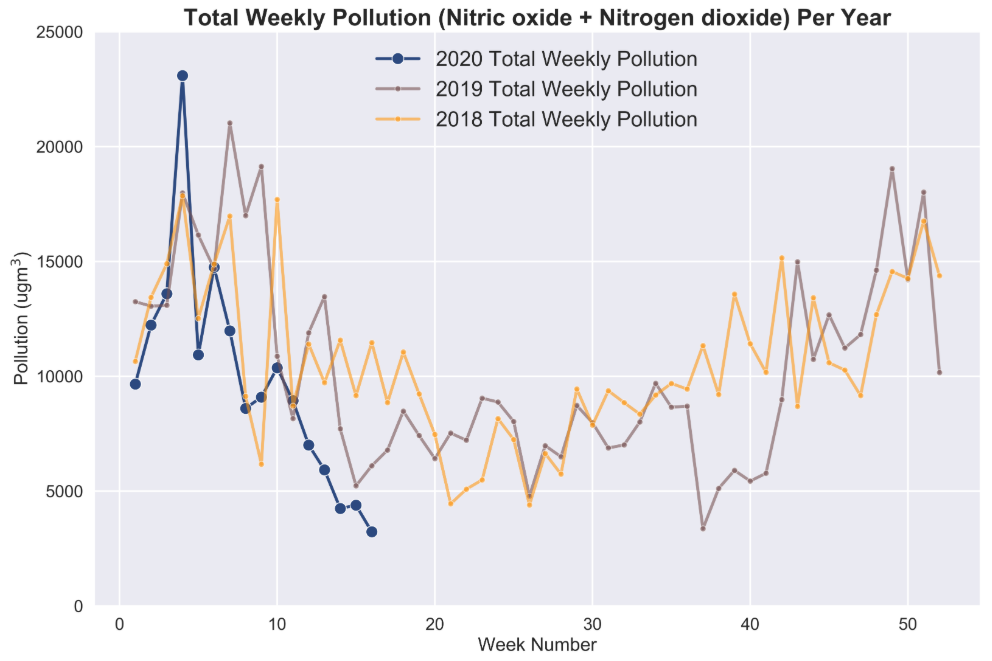 Total Weekly Pollution (Nitric oxide + Nitrogen dioxide) Per Year
25000
20000
15000
10000
5000
0
Pollution (ugm³)
2020 Total Weekly Pollution
2019 Total Weekly Pollution
2018 Total Weekly Pollution
0 10 20 30 40 50
Week Number